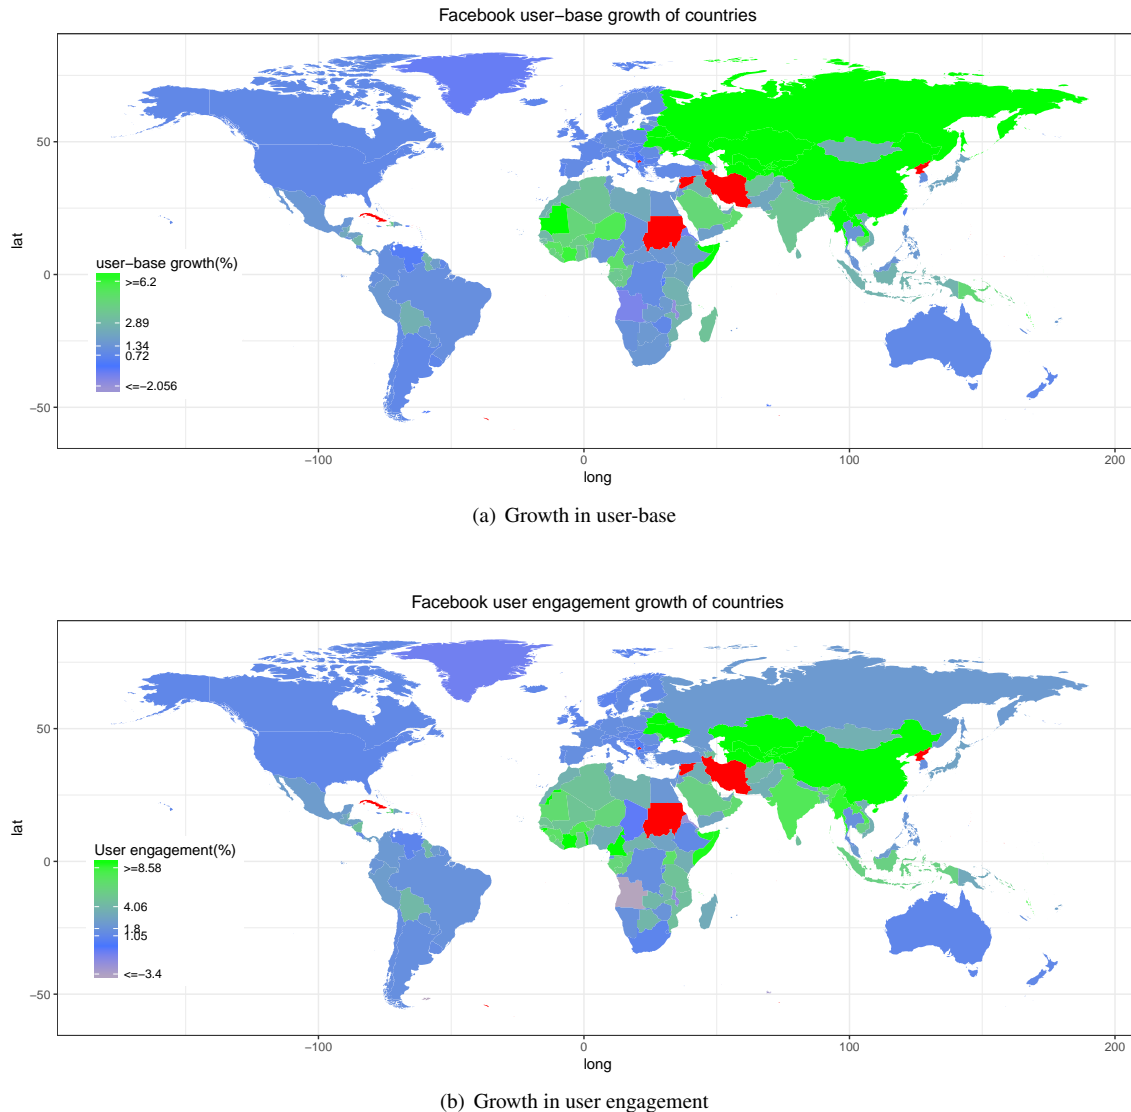 Facebook user−base growth of countries
50
0
−50
lat
user−base growth(%)
>=6.2
2.89
1.34
0.72
<=−2.056
−100
0
100
200
long
(a) Growth in user-base
Facebook user engagement growth of countries
50
0
−50
lat
User engagement(%)
>=8.58
4.06
1.8
1.05
<=−3.4
−100
0
100
200
long
(b) Growth in user engagement